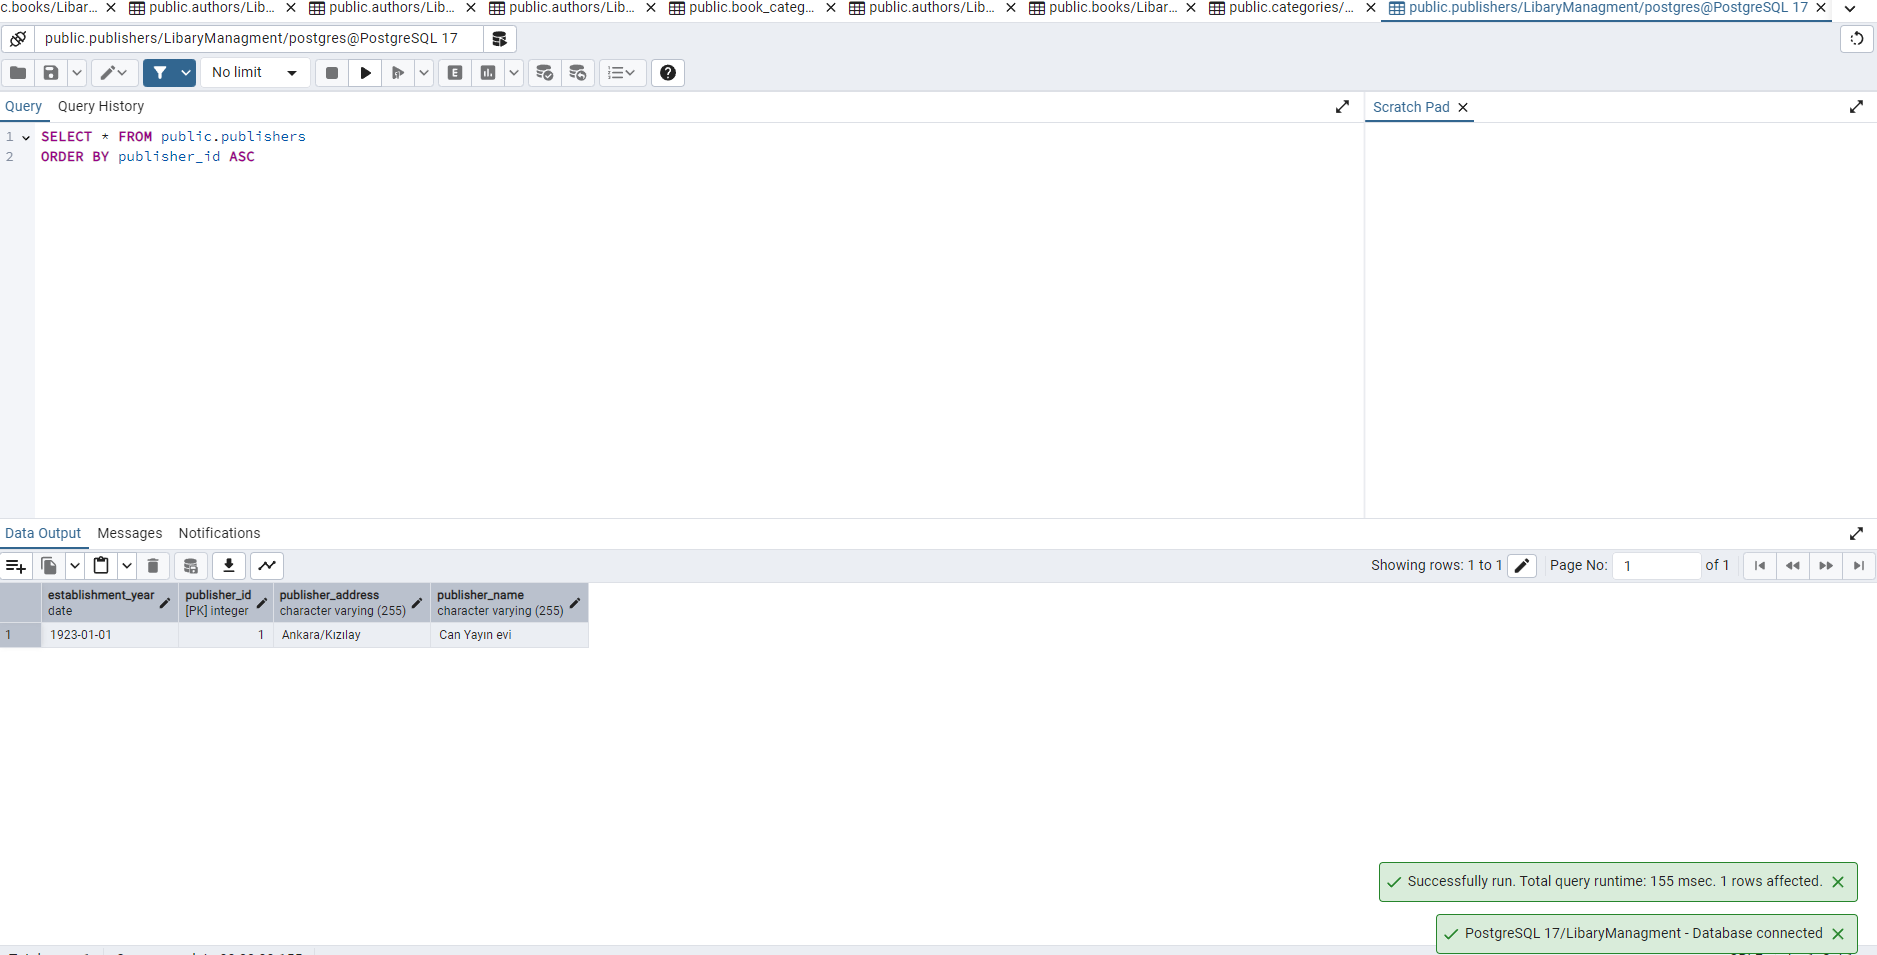 c.books/Libar...
public.authors/Lib...
public.authors/Lib...
public.authors/Lib...
public.book_categ...
public.authors/Lib...
public.books/Libar...
public.categories/...
public.publishers/LibaryManagment/postgres@PostgreSQL 17
public.publishers/LibaryManagment/postgres@PostgreSQL 17
No limit
E
Query Query History
Scratch Pad
1 SELECT * FROM public.publishers
2 ORDER BY publisher_id ASC
Data Output Messages Notifications
Showing rows: 1 to 1
Page No: 1 of 1
establishment_year publisher_id publisher_address publisher_name
date [PK] integer character varying (255) character varying (255)
1 1923-01-01 1 Ankara/Kızılay Can Yayın evi
Successfully run. Total query runtime: 155 msec. 1 rows affected.
PostgreSQL 17/LibaryManagment - Database connected